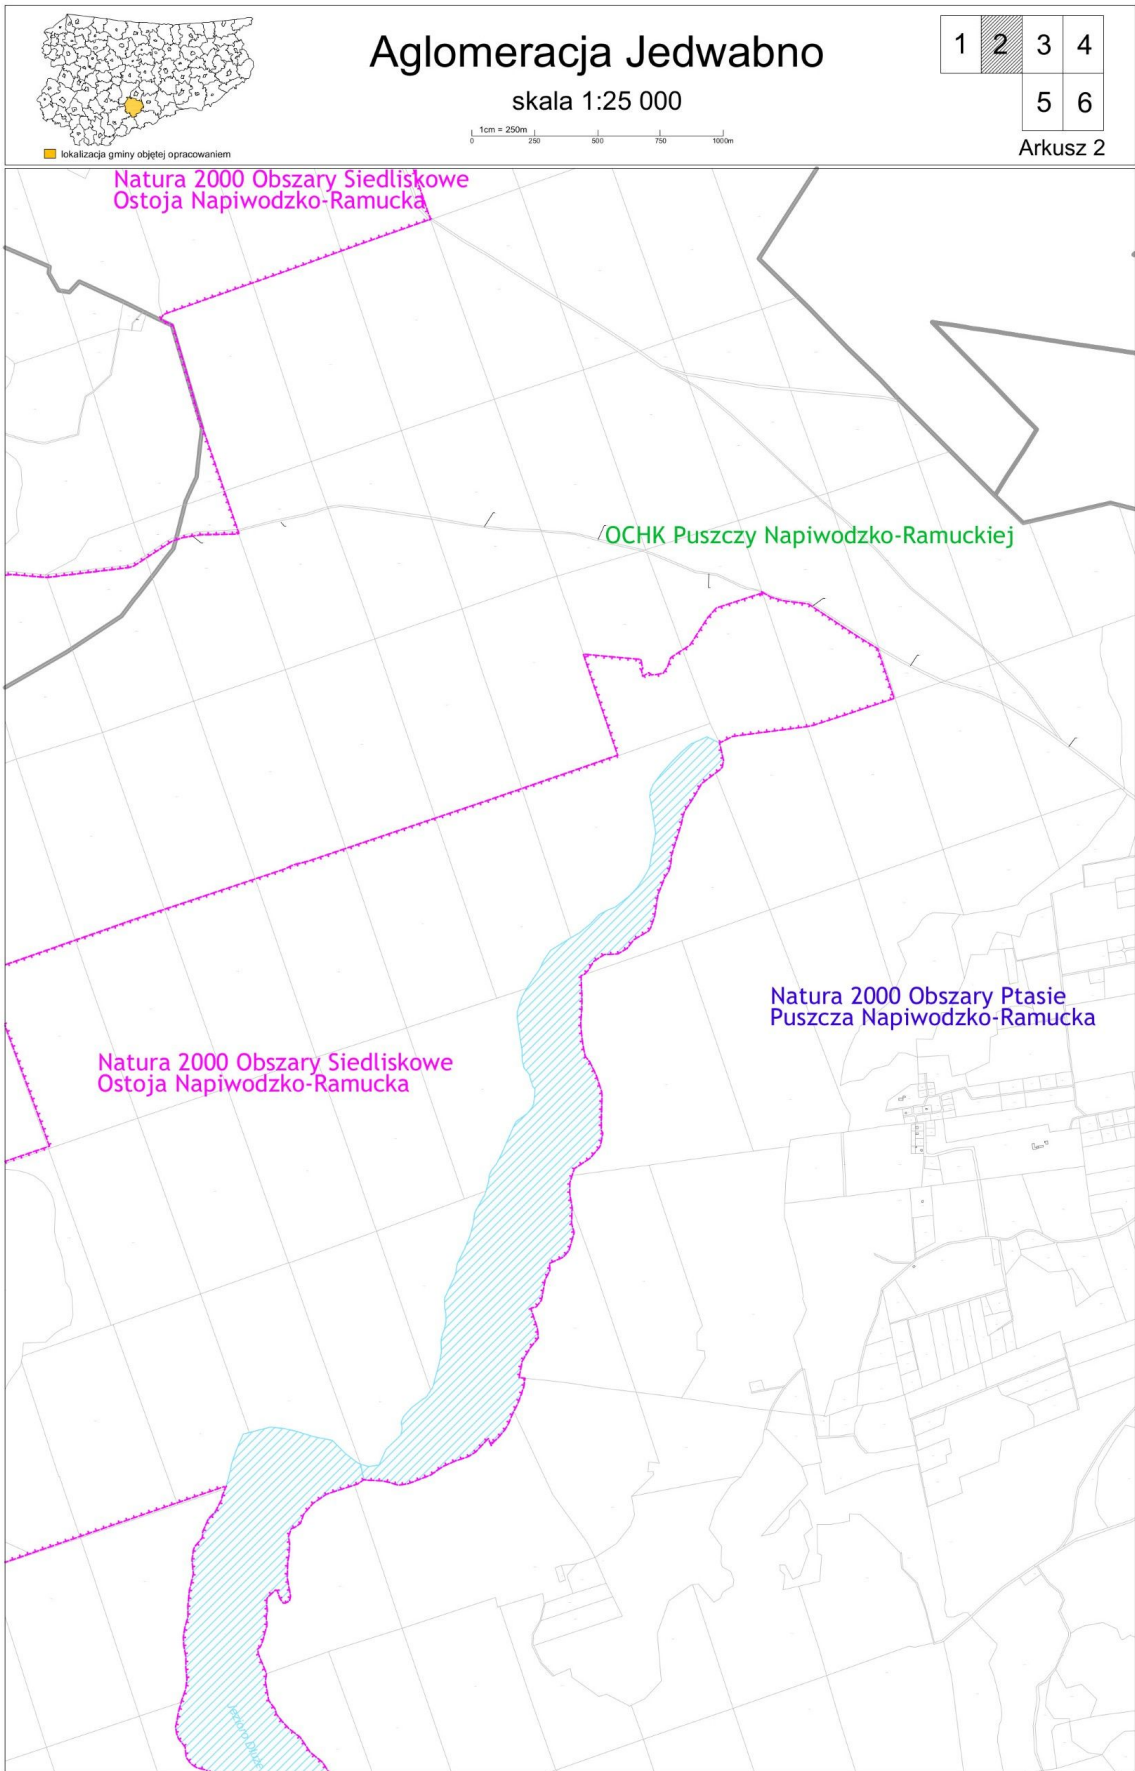 Aglomeracja Jedwabno
skala 1:25 000
1cm = 250m
0 250 500 750 1000m
lokalizacja gminy objętej opracowaniem
1 2 3 4
5 6
Arkusz 2
Natura 2000 Obszary Siedliskowe
Ostoja Napiwodzko-Ramucka
OCHK Puszczy Napiwodzko-Ramuckiej
Natura 2000 Obszary Ptasie
Puszcza Napiwodzko-Ramucka
Natura 2000 Obszary Siedliskowe
Ostoja Napiwodzko-Ramucka